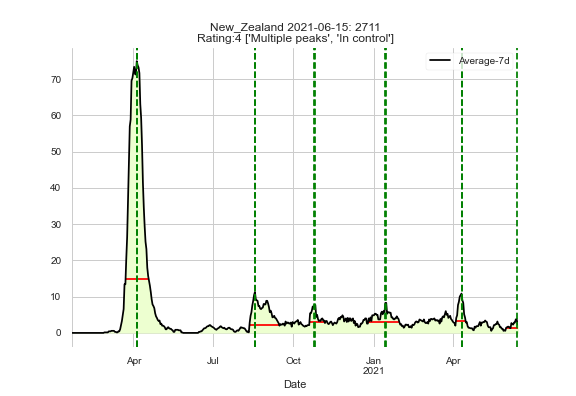 New_Zealand 2021-06-15: 2711
Rating:4 ['Multiple peaks', 'In control']
Average-7d
70
60
50
40
30
20
10
0
Apr
Jul
Oct
Jan
2021
Apr
Date